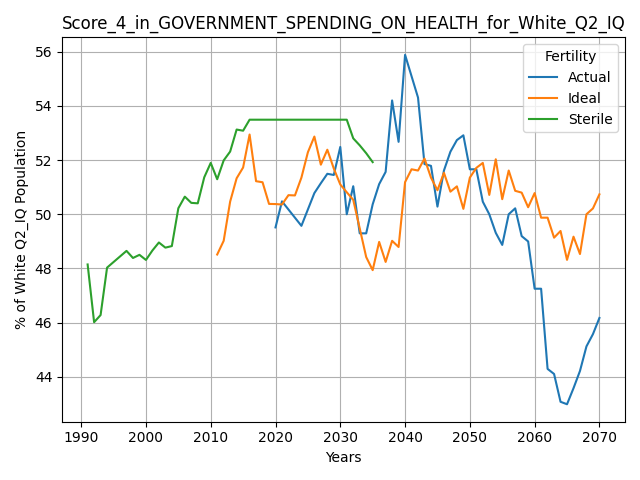 Score_4_in_GOVERNMENT_SPENDING_ON_HEALTH_for_White_Q2_IQ
% of White Q2_IQ Population
56
54
52
50
48
46
44
Fertility
Actual
Ideal
Sterile
1990 2000 2010 2020 2030 2040 2050 2060 2070
Years